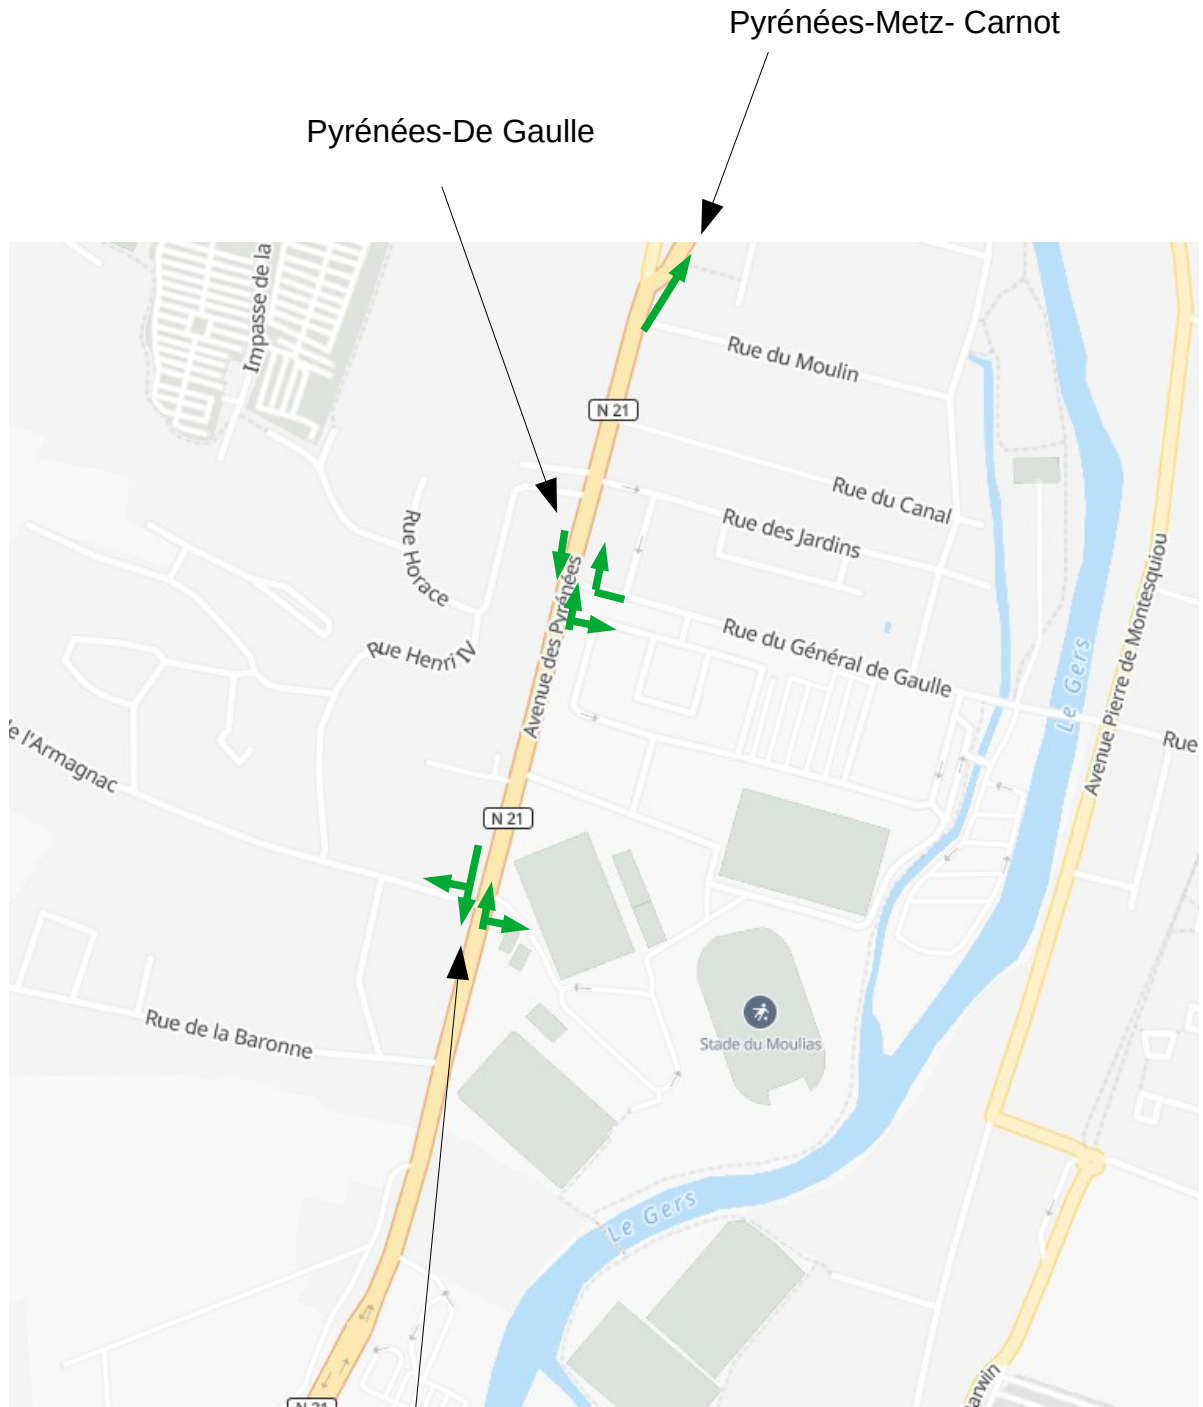 Pyrénées-Metz- Carnot
Pyrénées-De Gaulle
Impasse de la
Rue du Moulin
N 21
Rue du Canal
Rue Horace
Rue des Jardins
Avenue des Pyrénées
Rue Henri IV
Rue du Général de Gaulle
Le Gers
Avenue Pierre de Montesquiou
Rue
l'Armagnac
N 21
Stade du Moulias
Rue de la Baronne
Le Gers
N 21